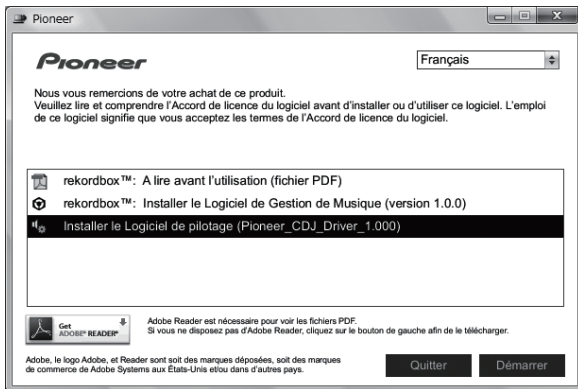 Pioneer
Pioneer
Français
Nous vous remercions de votre achat de ce produit.
Veuillez lire et comprendre l'Accord de licence du logiciel avant d'installer ou d'utiliser ce logiciel. L'emploi
de ce logiciel signifie que vous acceptez les termes de l'Accord de licence du logiciel.
rekordbox™: A lire avant l'utilisation (fichier PDF)
rekordbox™: Installer le Logiciel de Gestion de Musique (version 1.0.0)
Installer le Logiciel de pilotage (Pioneer_CDJ_Driver_1.000)
Get
ADOBE® READER®
Adobe Reader est nécessaire pour voir les fichiers PDF.
Si vous ne disposez pas d'Adobe Reader, cliquez sur le bouton de gauche afin de le télécharger.
Adobe, le logo Adobe, et Reader sont soit des marques déposées, soit des marques
de commerce de Adobe Systems aux États-Unis et/ou dans d'autres pays.
Quitter
Démarrer